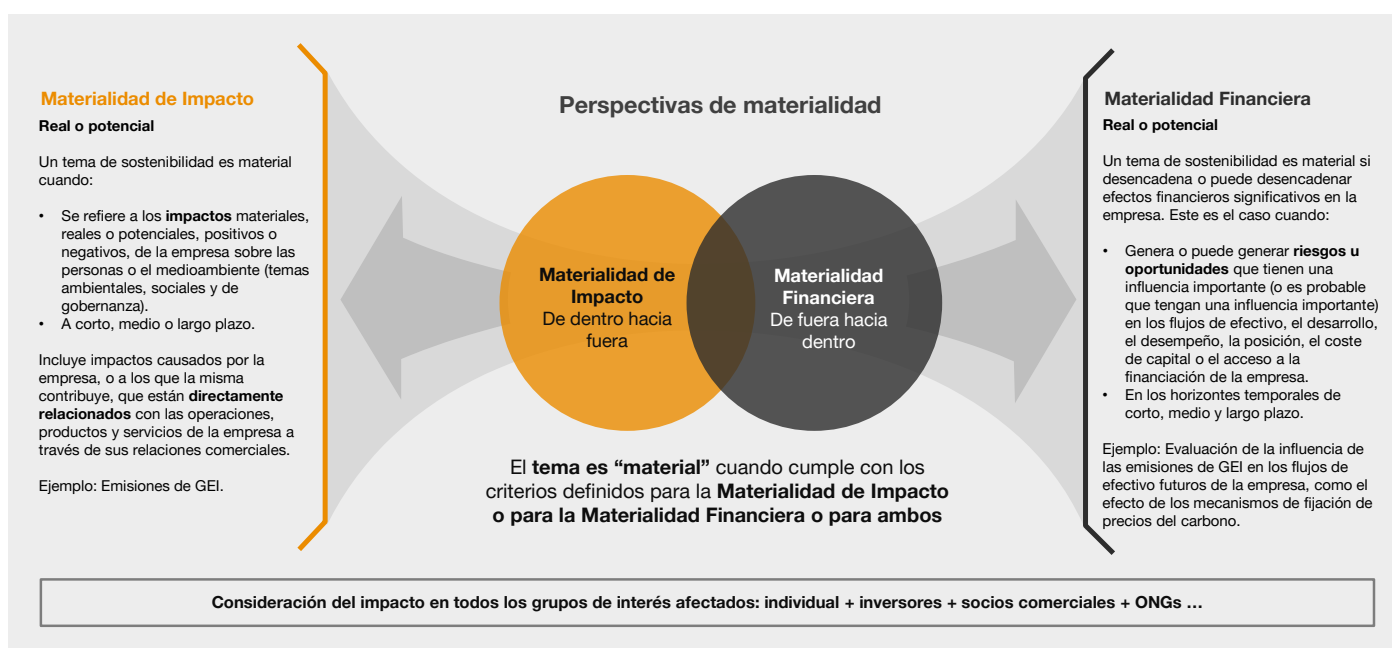 Materialidad de Impacto
Real o potencial
Un tema de sostenibilidad es material
cuando:
• Se refiere a los impactos materiales,
reales o potenciales, positivos o
negativos, de la empresa sobre las
personas o el medioambiente (temas
ambientales, sociales y de
gobernanza).
• A corto, medio o largo plazo.
Incluye impactos causados por la
empresa, o a los que la misma
contribuye, que están directamente
relacionados con las operaciones,
productos y servicios de la empresa a
través de sus relaciones comerciales.
Ejemplo: Emisiones de GEI.
Perspectivas de materialidad
Materialidad de
Impacto
De dentro hacia
fuera
Materialidad
Financiera
De fuera hacia
dentro
El tema es “material” cuando cumple con los
criterios definidos para la Materialidad de Impacto
o para la Materialidad Financiera o para ambos
Materialidad Financiera
Real o potencial
Un tema de sostenibilidad es material si
desencadena o puede desencadenar
efectos financieros significativos en la
empresa. Este es el caso cuando:
• Genera o puede generar riesgos u
oportunidades que tienen una
influencia importante (o es probable
que tengan una influencia importante)
en los flujos de efectivo, el desarrollo,
el desempeño, la posición, el coste
de capital o el acceso a la
financiación de la empresa.
• En los horizontes temporales de
corto, medio y largo plazo.
Ejemplo: Evaluación de la influencia de
las emisiones de GEI en los flujos de
efectivo futuros de la empresa, como el
efecto de los mecanismos de fijación de
precios del carbono.
Consideración del impacto en todos los grupos de interés afectados: individual + inversores + socios comerciales + ONGs …